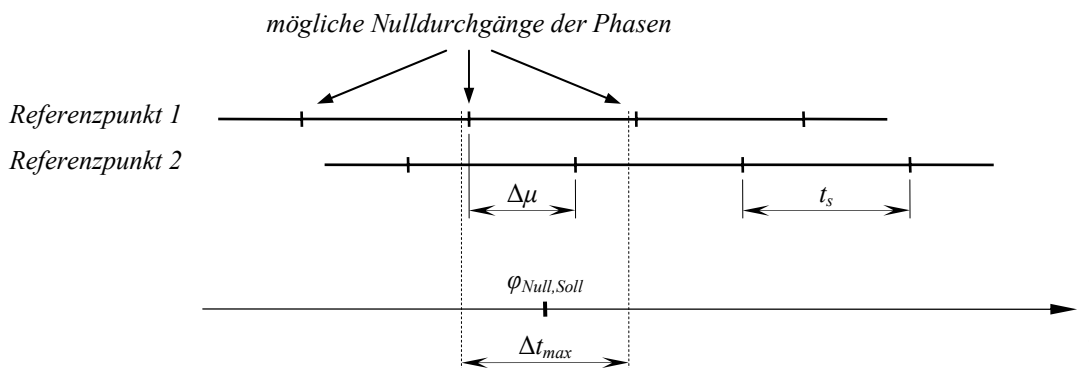 mögliche Nulldurchgänge der Phasen
Referenzpunkt 1
Referenzpunkt 2
Δμ
t_s
φ_Null,Soll
Δt_max